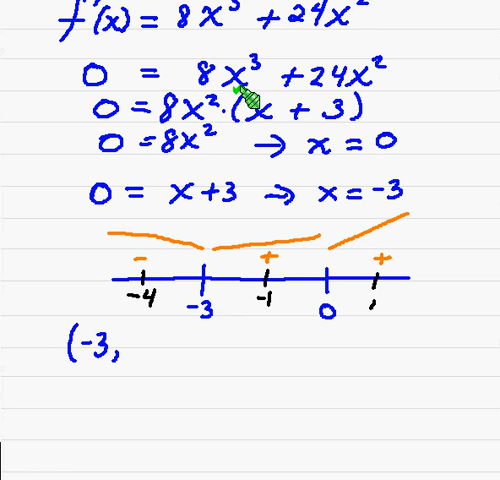 f'(x) = 8x³ + 24x²
0 = 8x³ + 24x²
0 = 8x²·(x + 3)
0 = 8x² → x = 0
0 = x + 3 → x = -3
- + +
-4 -3 -1 0 1
(-3,